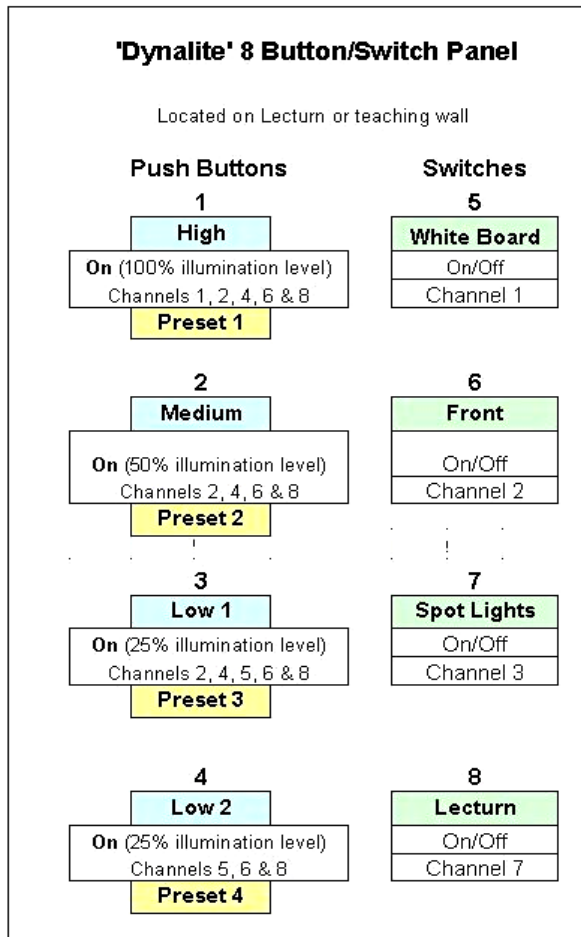 'Dynalite' 8 Button/Switch Panel
Located on Lecturn or teaching wall
Push Buttons
Switches
1
High
On (100% illumination level)
Channels 1, 2, 4, 6 & 8
Preset 1
5
White Board
On/Off
Channel 1
2
Medium
On (50% illumination level)
Channels 2, 4, 6 & 8
Preset 2
6
Front
On/Off
Channel 2
3
Low 1
On (25% illumination level)
Channels 2, 4, 5, 6 & 8
Preset 3
7
Spot Lights
On/Off
Channel 3
4
Low 2
On (25% illumination level)
Channels 5, 6 & 8
Preset 4
8
Lecturn
On/Off
Channel 7